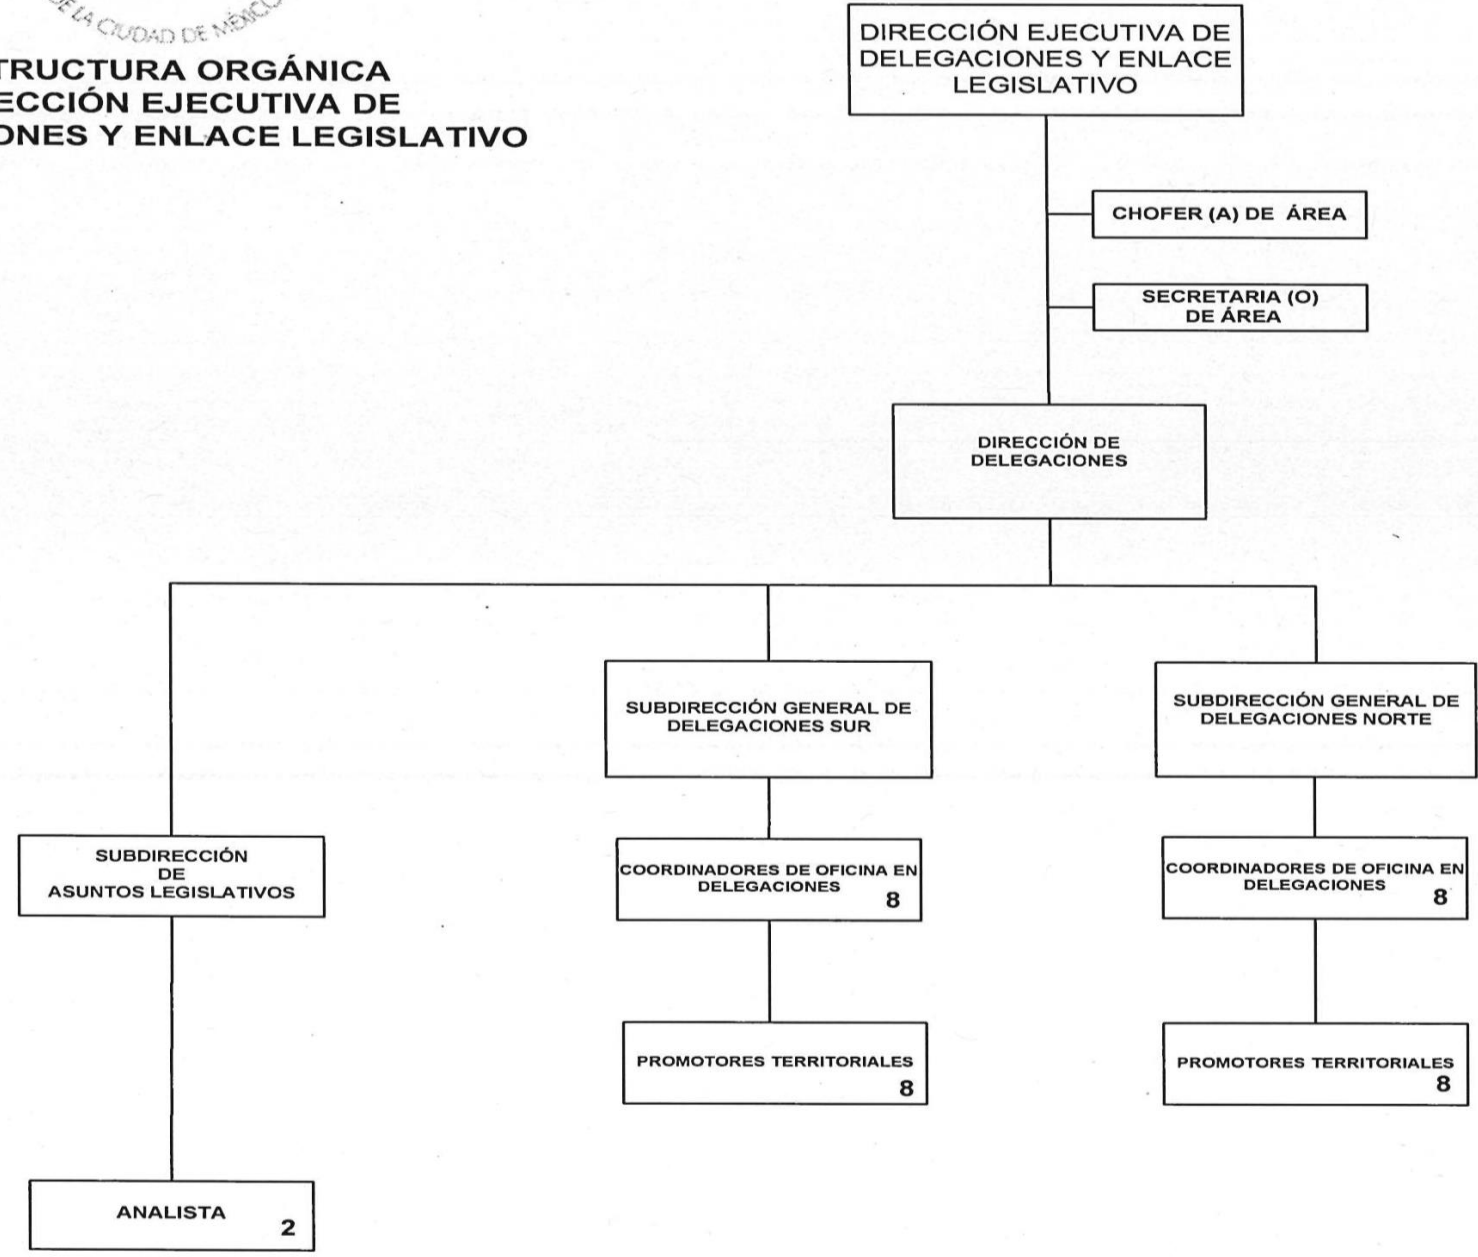 DE LA CIUDAD DE MÉXICO
TRUCTURA ORGÁNICA
ECCIÓN EJECUTIVA DE
ONES Y ENLACE LEGISLATIVO
DIRECCIÓN EJECUTIVA DE
DELEGACIONES Y ENLACE
LEGISLATIVO
CHOFER (A) DE ÁREA
SECRETARIA (O)
DE ÁREA
DIRECCIÓN DE
DELEGACIONES
SUBDIRECCIÓN
DE
ASUNTOS LEGISLATIVOS
ANALISTA
2
SUBDIRECCIÓN GENERAL DE
DELEGACIONES SUR
COORDINADORES DE OFICINA EN
DELEGACIONES
8
PROMOTORES TERRITORIALES
8
SUBDIRECCIÓN GENERAL DE
DELEGACIONES NORTE
COORDINADORES DE OFICINA EN
DELEGACIONES
8
PROMOTORES TERRITORIALES
8